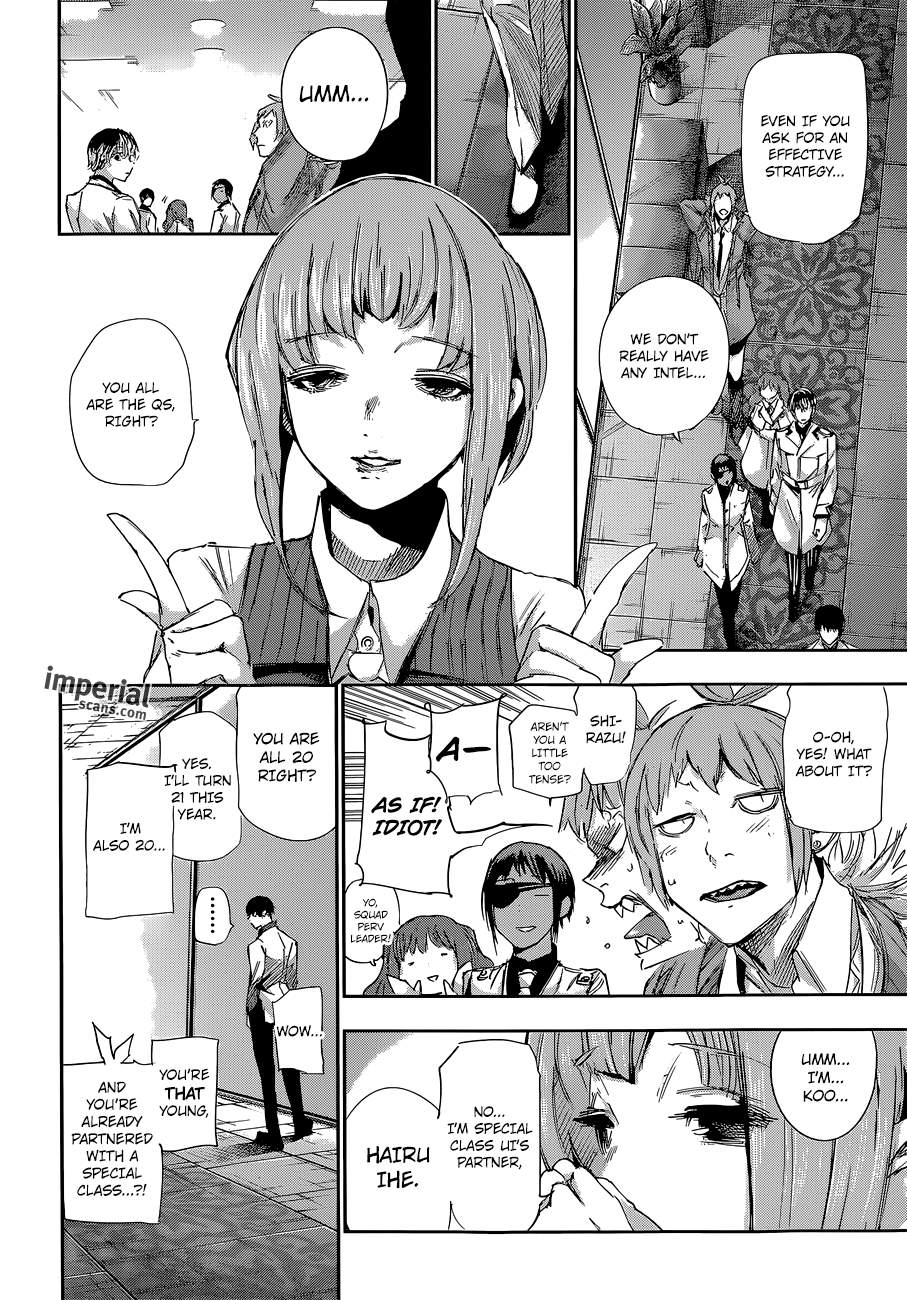 EVEN IF YOU
ASK FOR AN
EFFECTIVE
STRATEGY...
WE DON'T
REALLY HAVE
ANY INTEL...
UMM...
YOU ALL
ARE THE QS,
RIGHT?
imperial
scans.com
O-OH,
YES! WHAT
ABOUT IT?
SHI-
RAZU!
AREN'T
YOU A
LITTLE
TOO
TENSE?
A-
AS IF!
IDIOT!
YO,
SQUAD
PERV
LEADER!
YOU ARE
ALL 20
RIGHT?
YES.
I'LL TURN
21 THIS
YEAR.
I'M
ALSO 20...
......
UMM...
I'M...
KOO...
NO...
I'M SPECIAL
CLASS UI'S
PARTNER,
HAIRU
IHE.
WOW...
YOU'RE
THAT
YOUNG,
AND
YOU'RE
ALREADY
PARTNERED
WITH A
SPECIAL
CLASS...?!